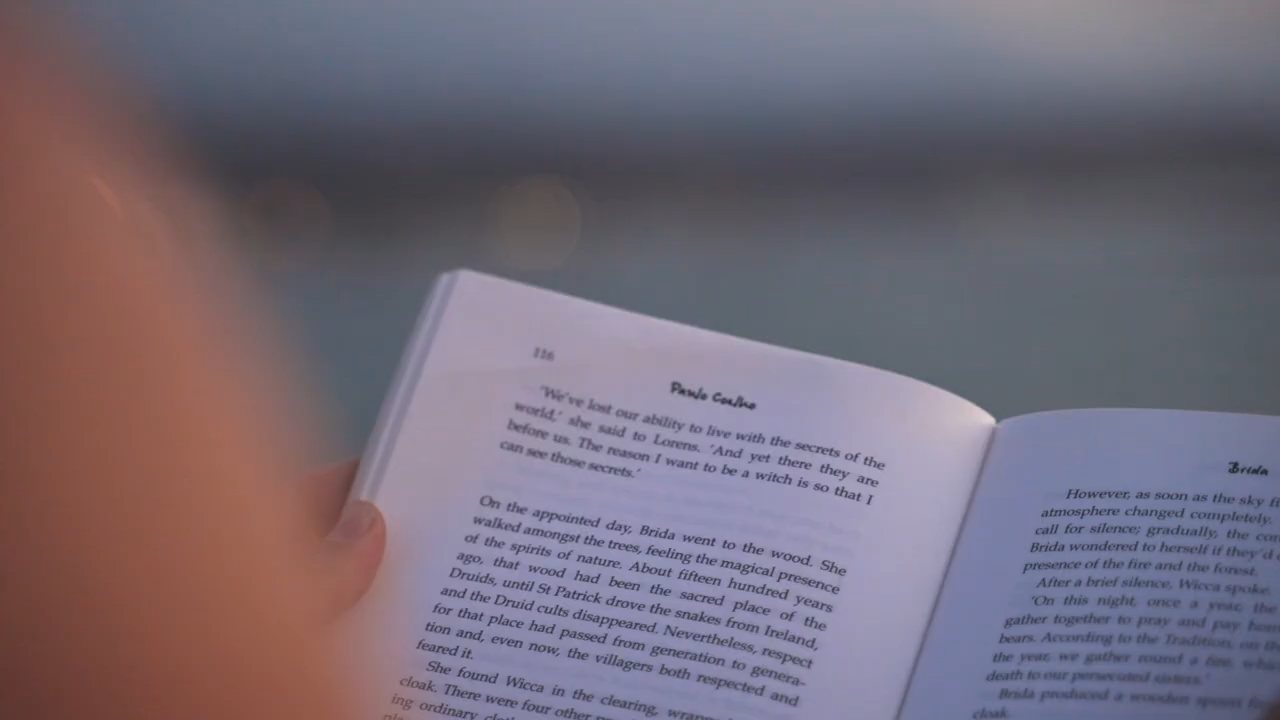 116
Paulo Coelho
'We've lost our ability to live with the secrets of the
world,' she said to Lorens. 'And yet there they are
before us. The reason I want to be a witch is so that I
can see those secrets.'
On the appointed day, Brida went to the wood. She
walked amongst the trees, feeling the magical presence
of the spirits of nature. About fifteen hundred years
ago, that wood had been the sacred place of the
Druids, until St Patrick drove the snakes from Ireland,
and the Druid cults disappeared. Nevertheless, respect
for that place had passed from generation to genera-
tion and, even now, the villagers both respected and
feared it.
She found Wicca in the clearing,
cloak. There were four other
ing ordinary
Brida
However, as soon as the sky
atmosphere changed completely.
call for silence; gradually, the
Brida wondered to herself if they'd
presence of the fire and the forest.
After a brief silence, Wicca spoke.
'On this night, once a year, the
gather together to pray and pay
bears. According to the Tradition, on
the year, we gather round a fire,
death to our persecuted sisters.'
Brida produced a wooden spoon
cloak.